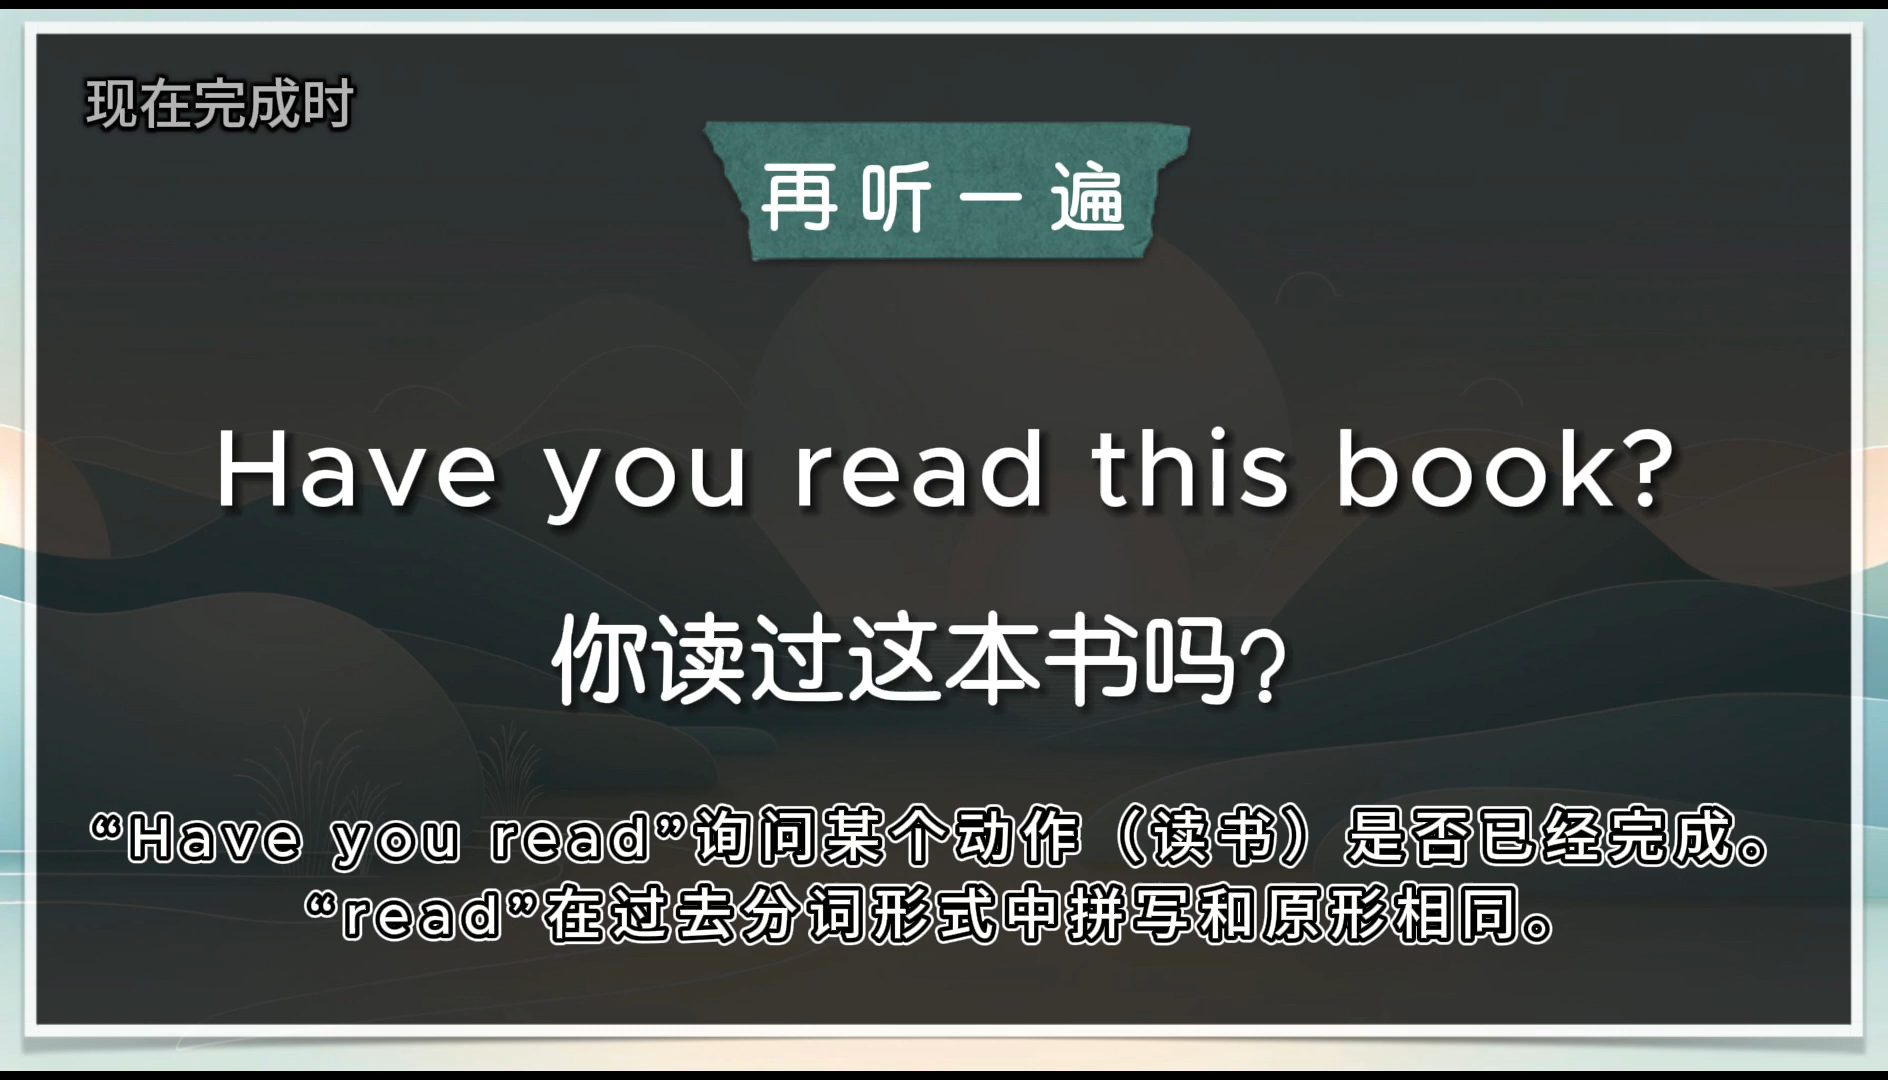 现在完成时
再听一遍
Have you read this book?
你读过这本书吗?
“Have you read”询问某个动作（读书）是否已经完成。
“read”在过去分词形式中拼写和原形相同。